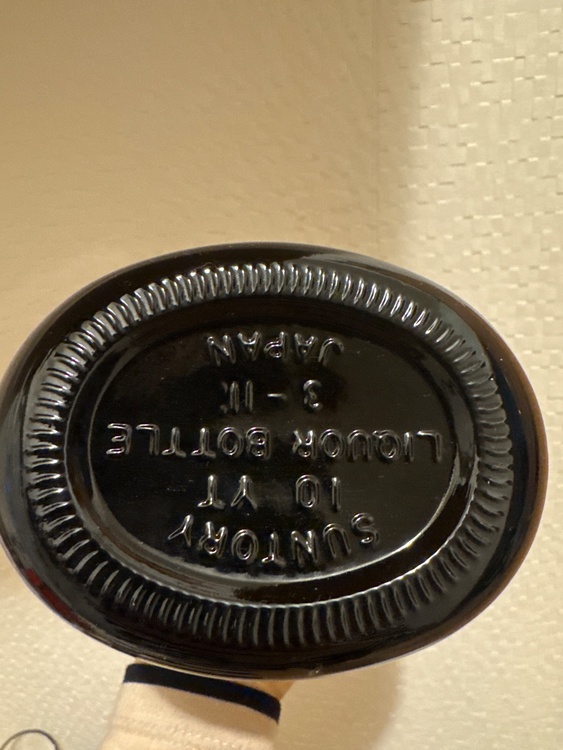 SUNTORY
10 YT
LIQUOR BOTTLE
3 - 11:
JAPAN